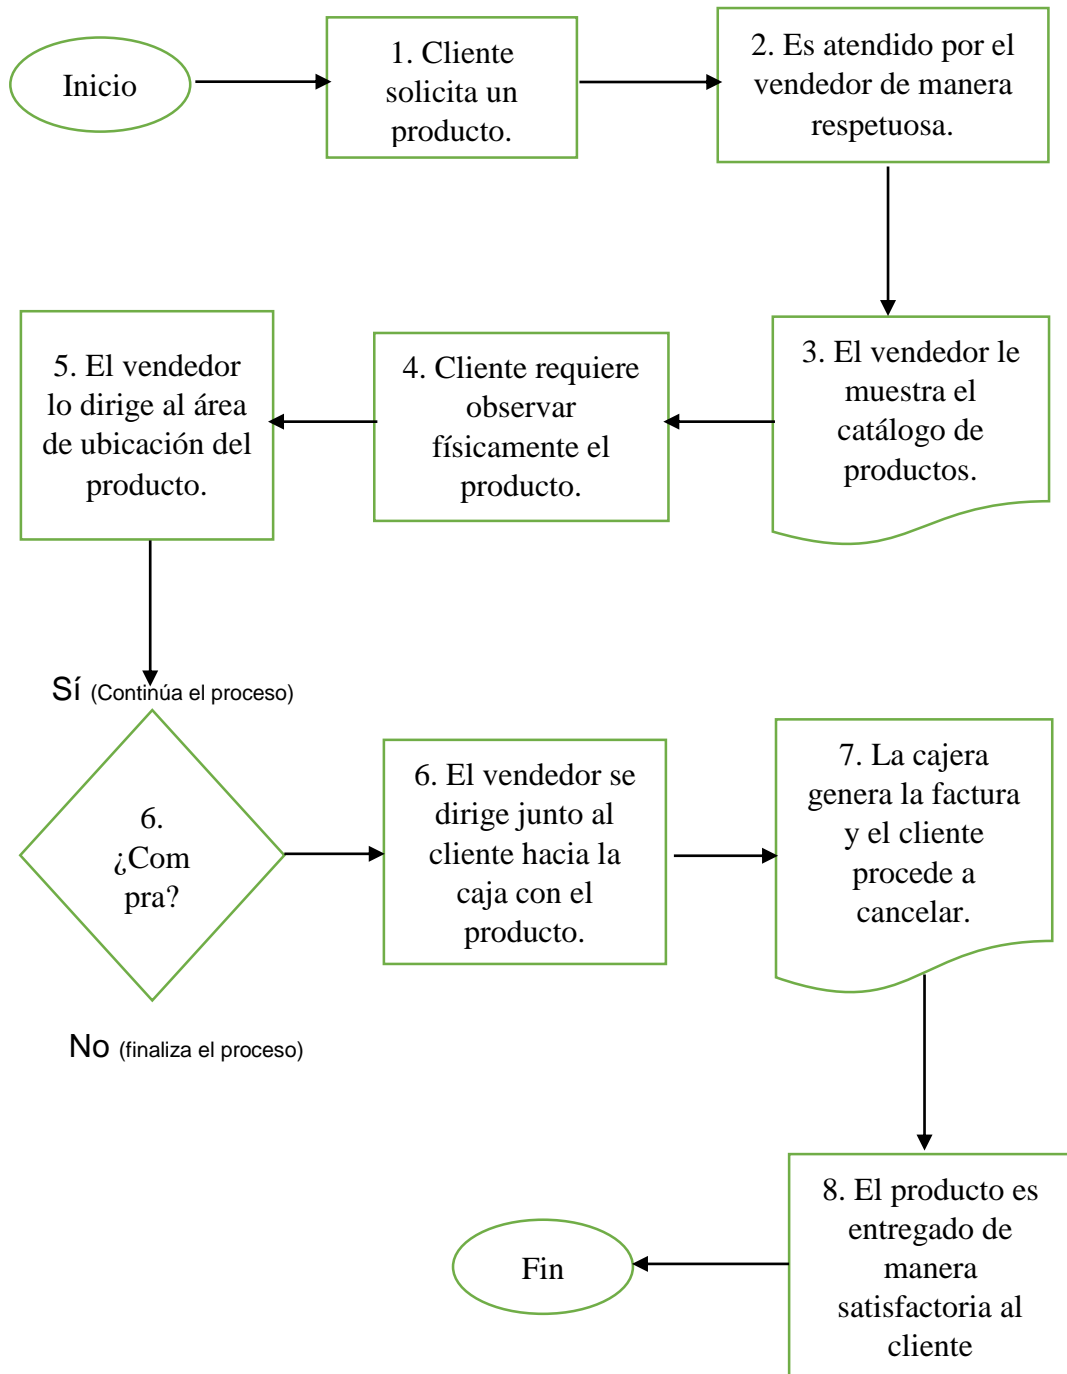 Inicio
1. Cliente
solicita un
producto.
2. Es atendido por el
vendedor de manera
respetuosa.
3. El vendedor le
muestra el
catálogo de
productos.
4. Cliente requiere
observar
físicamente el
producto.
5. El vendedor
lo dirige al área
de ubicación del
producto.
Sí (Continúa el proceso)
6.
¿Com
pra?
No (finaliza el proceso)
6. El vendedor se
dirige junto al
cliente hacia la
caja con el
producto.
7. La cajera
genera la factura
y el cliente
procede a
cancelar.
8. El producto es
entregado de
manera
satisfactoria al
cliente
Fin